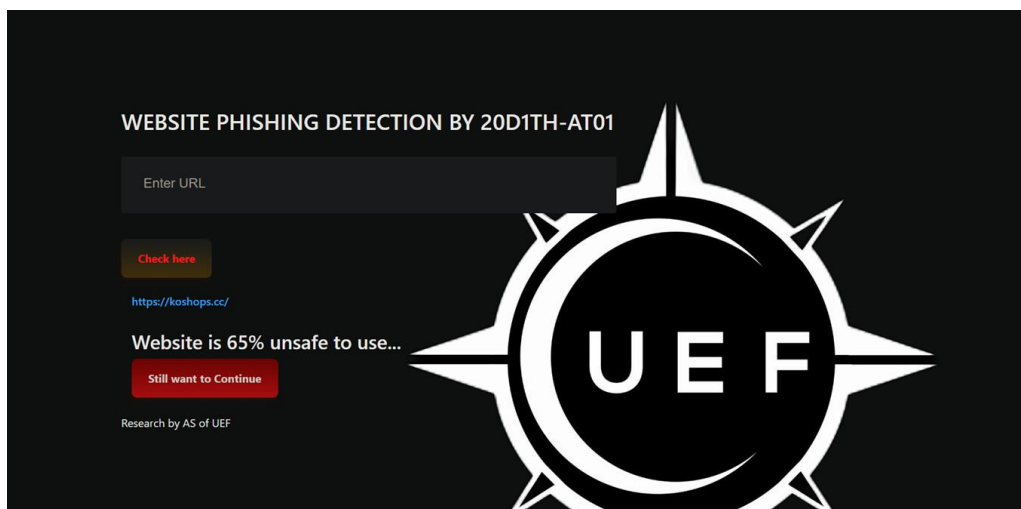 WEBSITE PHISHING DETECTION BY 20D1TH-AT01
Enter URL
Check here
https://koshops.cc/
Website is 65% unsafe to use...
Still want to Continue
Research by AS of UEF
UEF